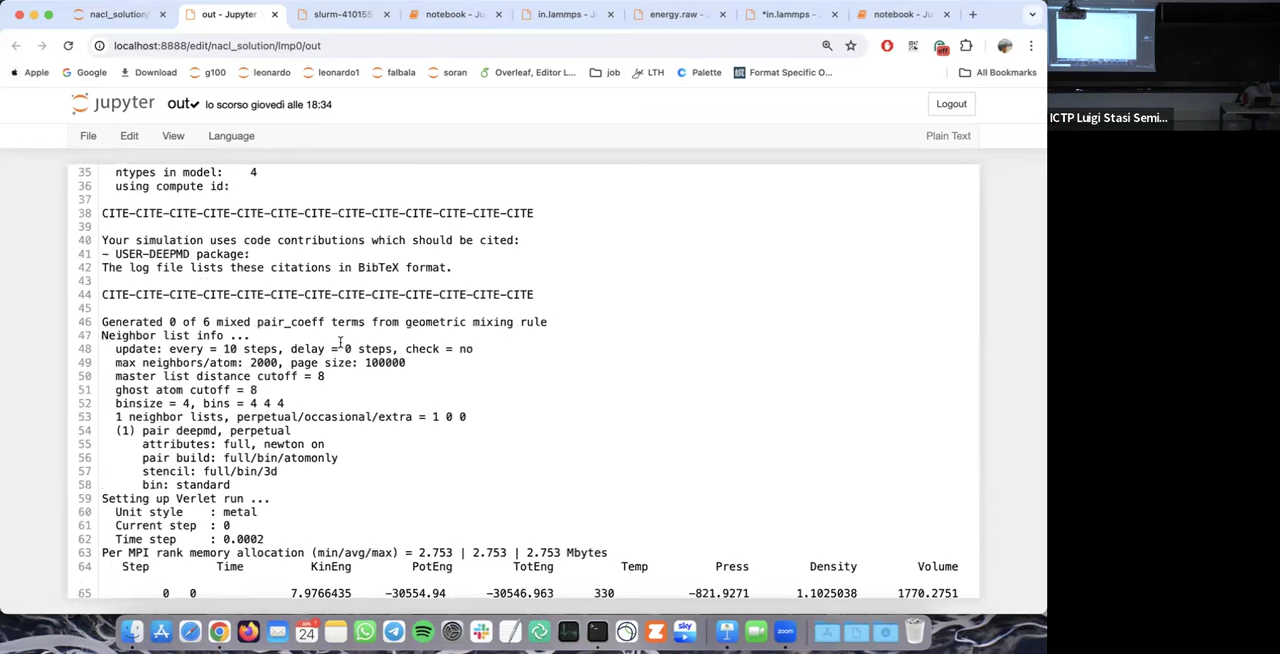 nacl_solution/
out - Jupyter
slurm-410155
notebook - Ju
in.lammps - J
energy.raw - J
*in.lammps - J
notebook - Ju
localhost:8888/edit/nacl_solution/lmp0/out
off
Apple
Google
Download
g100
leonardo
leonardo1
falbala
soran
Overleaf, Editor L...
job
LTH
Palette
Format Specific O...
All Bookmarks
jupyter out lo scorso giovedì alle 18:34
Logout
File Edit View Language
Plain Text
35 ntypes in model: 4
36 using compute id:
37
38 CITE-CITE-CITE-CITE-CITE-CITE-CITE-CITE-CITE-CITE-CITE-CITE-CITE
39
40 Your simulation uses code contributions which should be cited:
41 - USER-DEEPMD package:
42 The log file lists these citations in BibTeX format.
43
44 CITE-CITE-CITE-CITE-CITE-CITE-CITE-CITE-CITE-CITE-CITE-CITE-CITE
45
46 Generated 0 of 6 mixed pair_coeff terms from geometric mixing rule
47 Neighbor list info ...
48 update: every = 10 steps, delay = 0 steps, check = no
49 max neighbors/atom: 2000, page size: 100000
50 master list distance cutoff = 8
51 ghost atom cutoff = 8
52 binsize = 4, bins = 4 4 4
53 1 neighbor lists, perpetual/occasional/extra = 1 0 0
54 (1) pair deepmd, perpetual
55 attributes: full, newton on
56 pair build: full/bin/atomonly
57 stencil: full/bin/3d
58 bin: standard
59 Setting up Verlet run ...
60 Unit style : metal
61 Current step : 0
62 Time step : 0.0002
63 Per MPI rank memory allocation (min/avg/max) = 2.753 | 2.753 | 2.753 Mbytes
64 Step Time KinEng PotEng TotEng Temp Press Density Volume
65 0 0 7.9766435 -30554.94 -30546.963 330 -821.9271 1.1025038 1770.2751
ICTP Luigi Stasi Semi...
24
sky
zoom